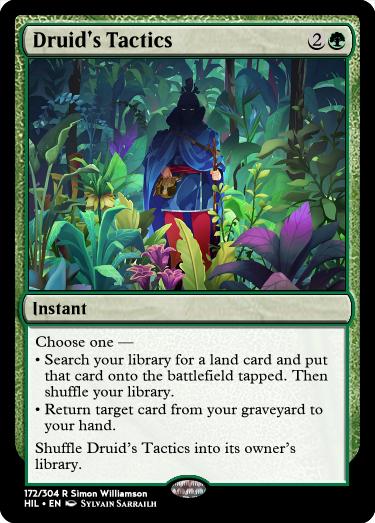 Druid's Tactics 2
Instant
Choose one —
• Search your library for a land card and put
that card onto the battlefield tapped. Then
shuffle your library.
• Return target card from your graveyard to
your hand.
Shuffle Druid's Tactics into its owner's
library.
172/304 R Simon Williamson
HIL • EN Sylvain Sarrailh